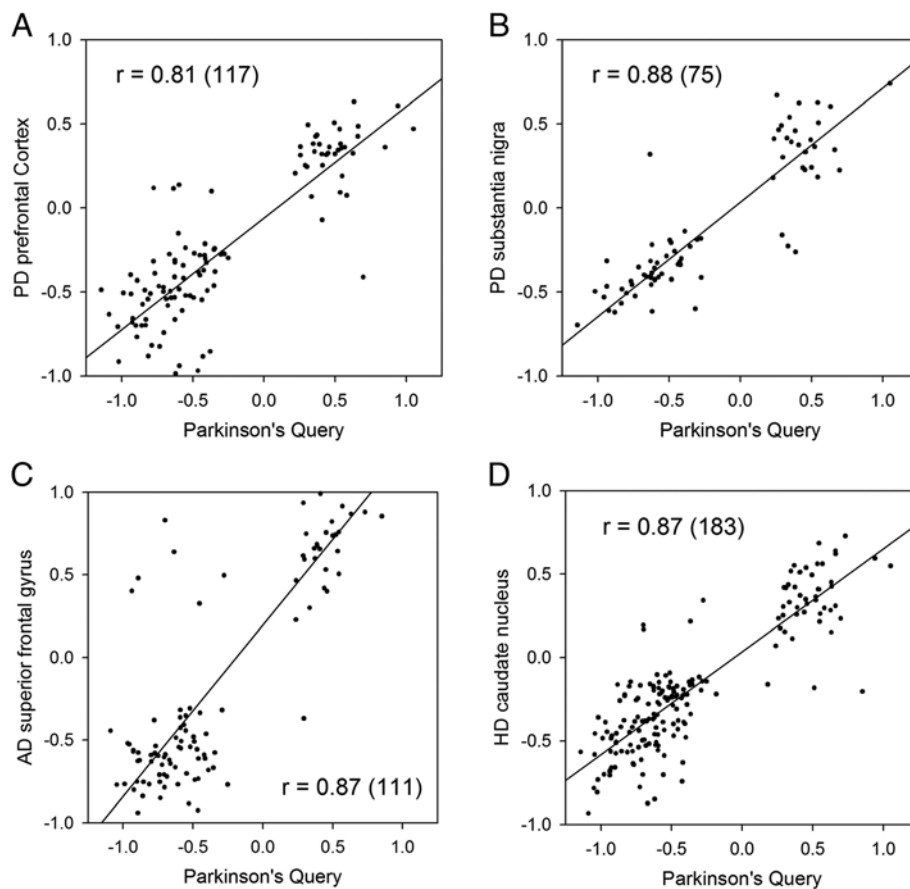 A
r = 0.81 (117)
PD prefrontal Cortex
1.0
0.5
0.0
-0.5
-1.0
-1.0 -0.5 0.0 0.5 1.0
Parkinson's Query
B
r = 0.88 (75)
PD substantia nigra
1.0
0.5
0.0
-0.5
-1.0
-1.0 -0.5 0.0 0.5 1.0
Parkinson's Query
C
r = 0.87 (111)
AD superior frontal gyrus
1.0
0.5
0.0
-0.5
-1.0
-1.0 -0.5 0.0 0.5 1.0
Parkinson's Query
D
r = 0.87 (183)
HD caudate nucleus
1.0
0.5
0.0
-0.5
-1.0
-1.0 -0.5 0.0 0.5 1.0
Parkinson's Query